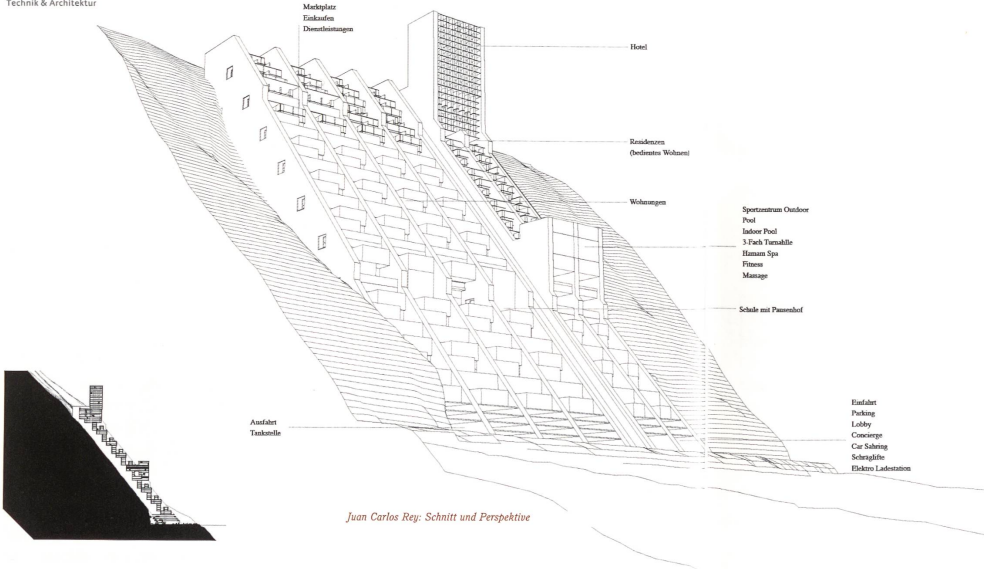 Technik & Architektur
Marktplatz
Einkaufen
Dienstleistungen
Hotel
Residenzen
(bedientes Wohnen)
Wohnungen
Sportzentrum Outdoor
Pool
Indoor Pool
3-Fach Turnahlle
Hamam Spa
Fitness
Massage
Schule mit Pausenhof
Ausfahrt
Tankstelle
Einfahrt
Parking
Lobby
Concierge
Car Sahring
Schräglifte
Elektro Ladestation
Juan Carlos Rey: Schnitt und Perspektive